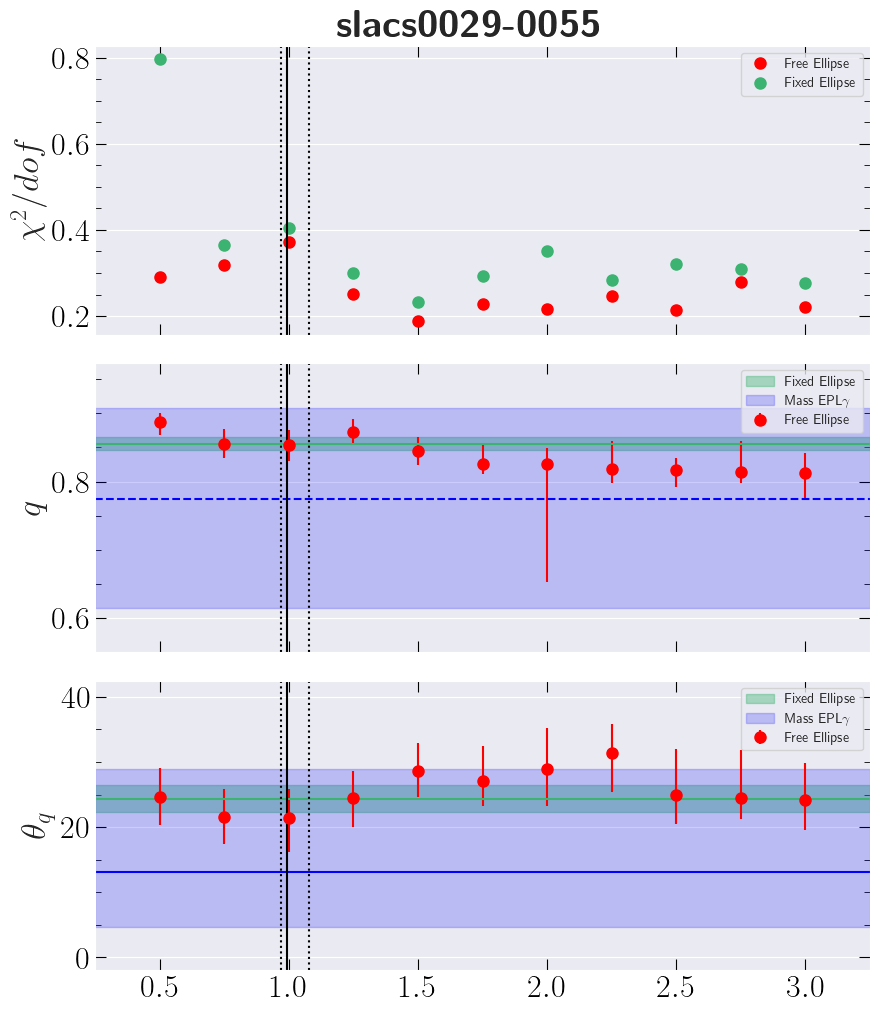 slacs0029-0055
χ²/dof
0.8
0.6
0.4
0.2
Free Ellipse
Fixed Ellipse
q
0.8
0.6
Fixed Ellipse
Mass EPLγ
Free Ellipse
θ_q
40
20
0
Fixed Ellipse
Mass EPLγ
Free Ellipse
0.5 1.0 1.5 2.0 2.5 3.0